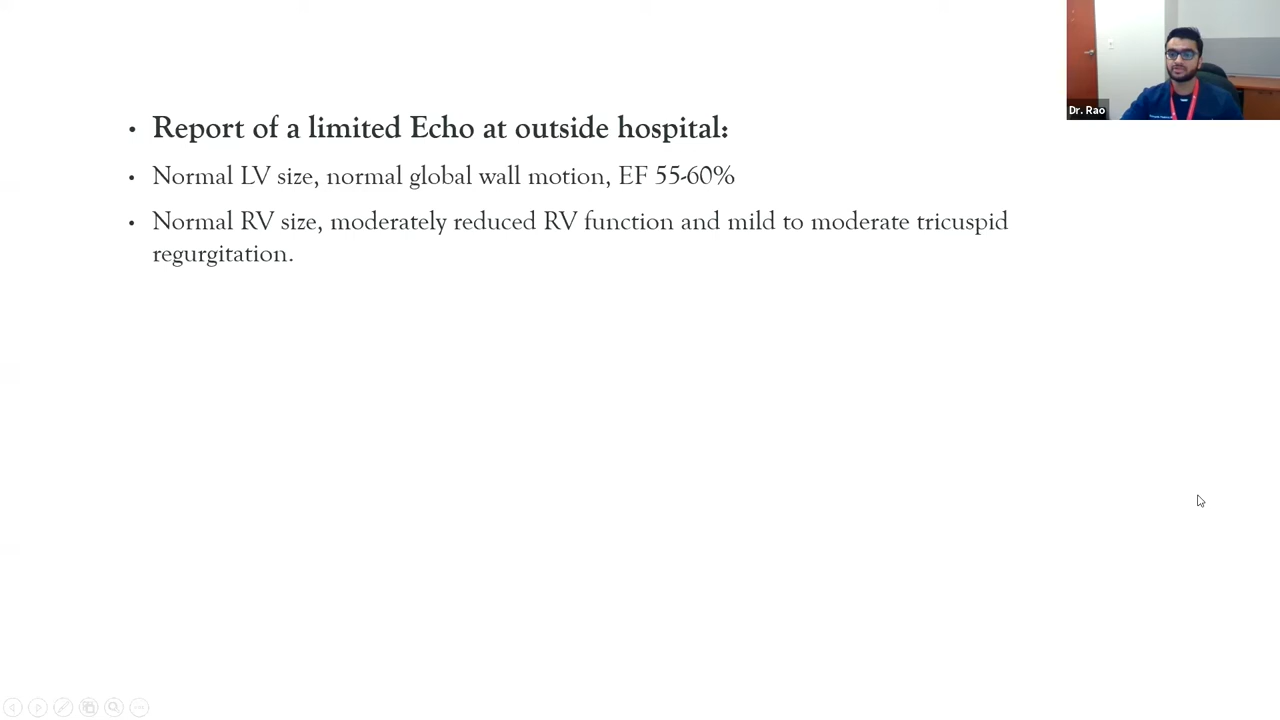 • Report of a limited Echo at outside hospital:
• Normal LV size, normal global wall motion, EF 55-60%
• Normal RV size, moderately reduced RV function and mild to moderate tricuspid
regurgitation.
Dr. Rao